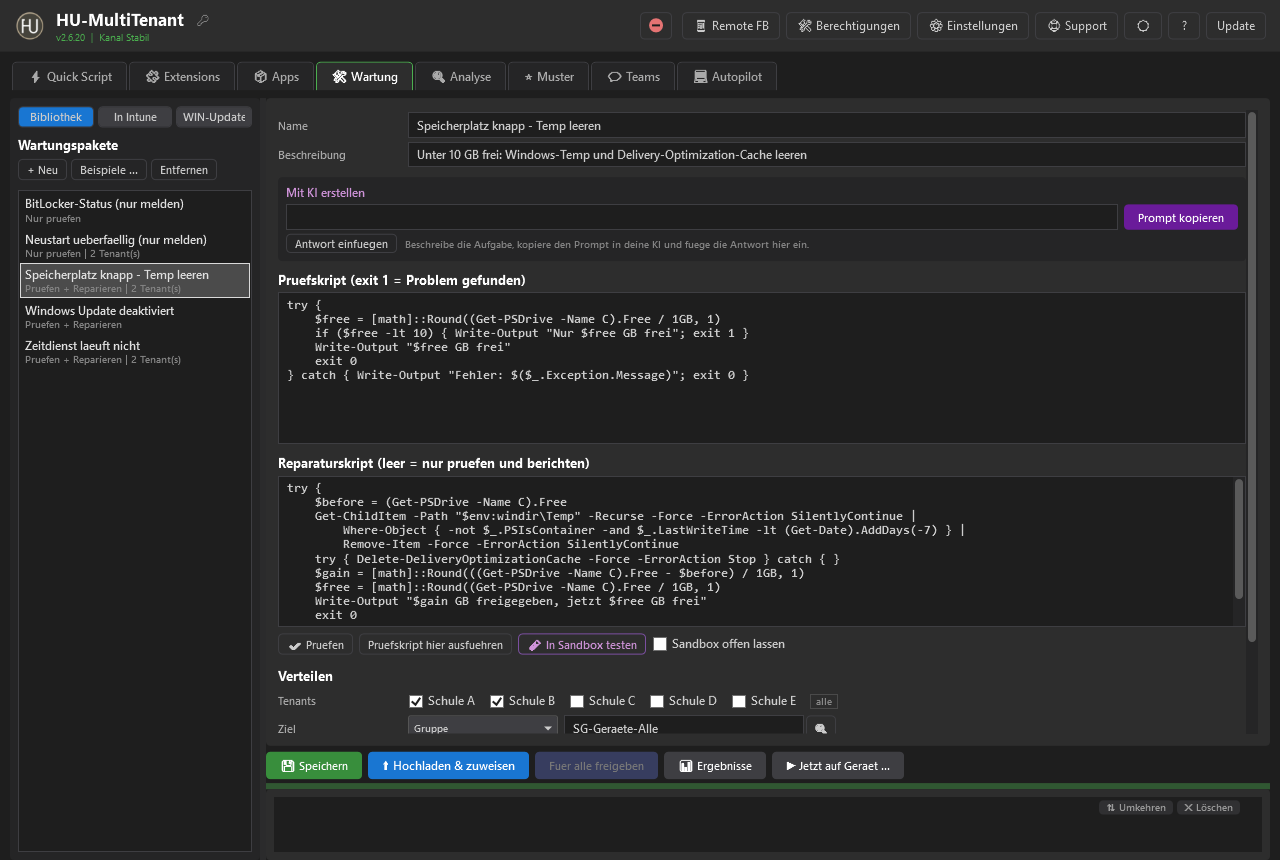 HU-MultiTenant
v2.6.20 | Kanal Stabil
HU
Remote FB
Berechtigungen
Einstellungen
Support
?
Update
Quick Script
Extensions
Apps
Wartung
Analyse
Muster
Teams
Autopilot
Bibliothek
In Intune
WIN-Update
Wartungspakete
+ Neu
Beispiele ...
Entfernen
BitLocker-Status (nur melden)
Nur pruefen
Neustart ueberfaellig (nur melden)
Nur pruefen | 2 Tenant(s)
Speicherplatz knapp - Temp leeren
Pruefen + Reparieren | 2 Tenant(s)
Windows Update deaktiviert
Pruefen + Reparieren
Zeitdienst laeuft nicht
Pruefen + Reparieren | 2 Tenant(s)
Name
Speicherplatz knapp - Temp leeren
Beschreibung
Unter 10 GB frei: Windows-Temp und Delivery-Optimization-Cache leeren
Mit KI erstellen
Prompt kopieren
Antwort einfuegen
Beschreibe die Aufgabe, kopiere den Prompt in deine KI und fuege die Antwort hier ein.
Pruefskript (exit 1 = Problem gefunden)
try {
    $free = [math]::Round((Get-PSDrive -Name C).Free / 1GB, 1)
    if ($free -lt 10) { Write-Output "Nur $free GB frei"; exit 1 }
    Write-Output "$free GB frei"
    exit 0
} catch { Write-Output "Fehler: $($_.Exception.Message)"; exit 0 }
Reparaturskript (leer = nur pruefen und berichten)
try {
    $before = (Get-PSDrive -Name C).Free
    Get-ChildItem -Path "$env:windir\Temp" -Recurse -Force -ErrorAction SilentlyContinue |
        Where-Object { -not $_.PSIsContainer -and $_.LastWriteTime -lt (Get-Date).AddDays(-7) } |
        Remove-Item -Force -ErrorAction SilentlyContinue
    try { Delete-DeliveryOptimizationCache -Force -ErrorAction Stop } catch { }
    $gain = [math]::Round(((Get-PSDrive -Name C).Free - $before) / 1GB, 1)
    $free = [math]::Round((Get-PSDrive -Name C).Free / 1GB, 1)
    Write-Output "$gain GB freigegeben, jetzt $free GB frei"
    exit 0
Pruefen
Pruefskript hier ausfuehren
In Sandbox testen
Sandbox offen lassen
Verteilen
Tenants
Schule A
Schule B
Schule C
Schule D
Schule E
alle
Ziel
Gruppe
SG-Geraete-Alle
Speichern
Hochladen & zuweisen
Fuer alle freigeben
Ergebnisse
Jetzt auf Geraet ...
Umkehren
Löschen